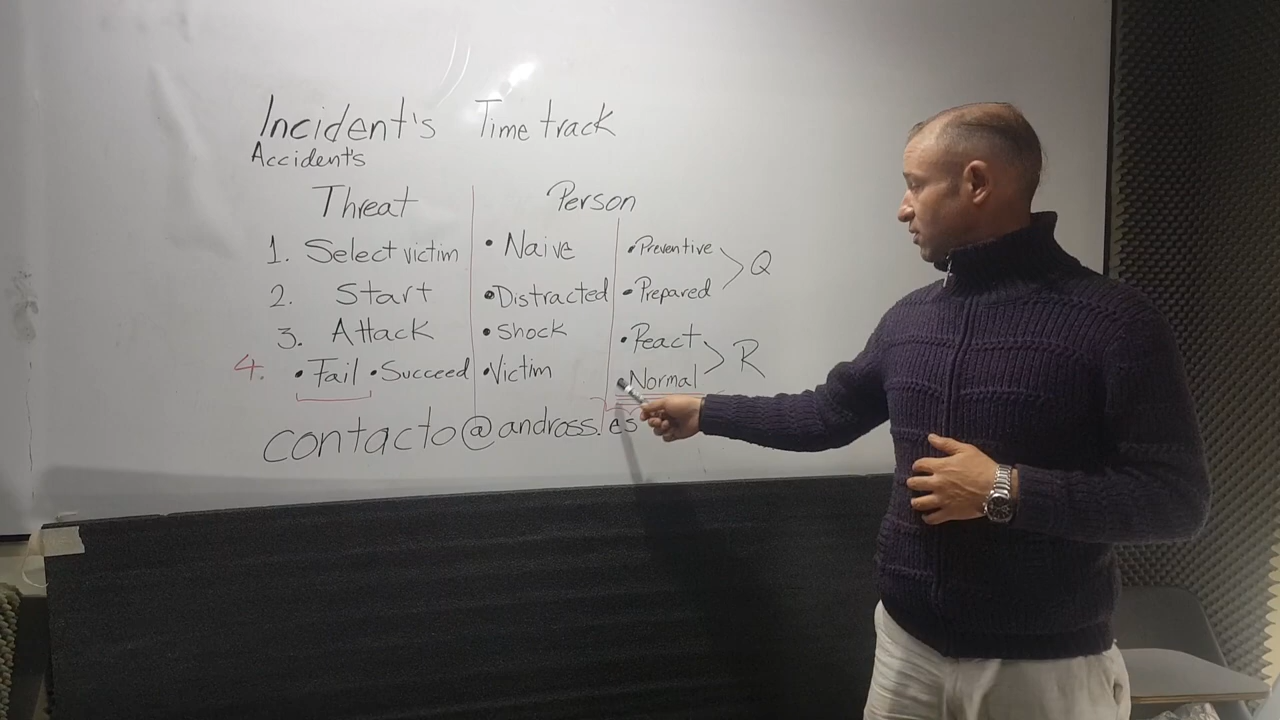 Incident's Time track
Accident's
Threat Person
1. Select victim • Naive • Preventive > Q
2. Start • Distracted • Prepared
3. Attack • Shock • React > R
4. • Fail • Succeed • Victim • Normal
contacto@andross.es